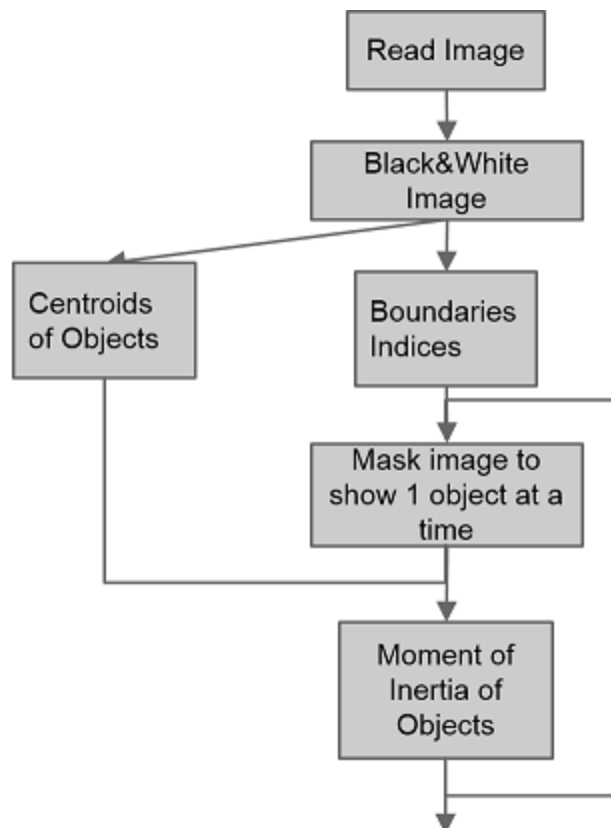 Read Image
Black&White
Image
Centroids
of Objects
Boundaries
Indices
Mask image to
show 1 object at a
time
Moment of
Inertia of
Objects